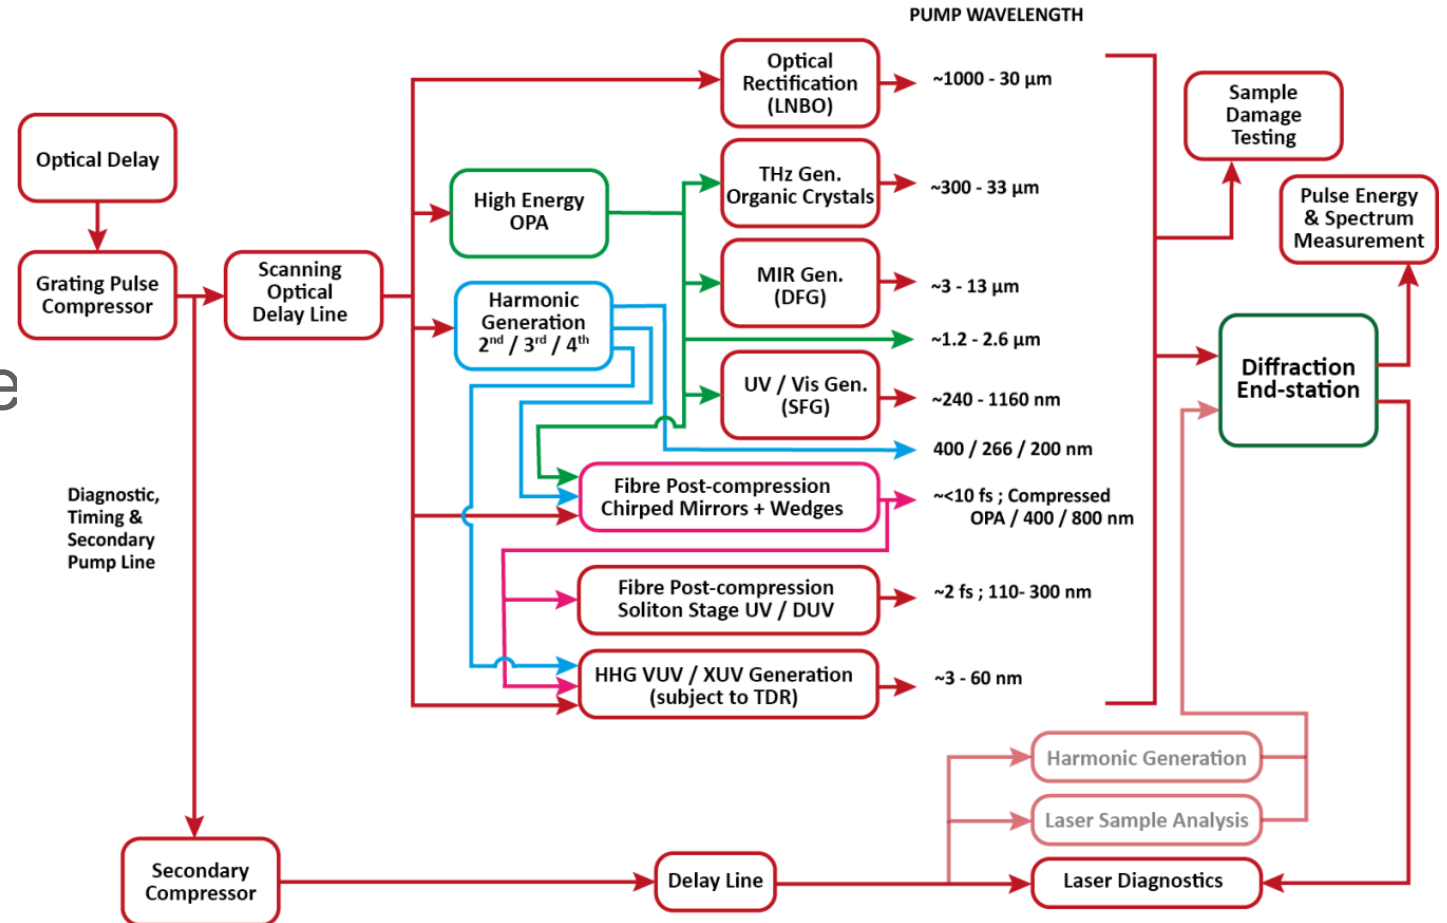 PUMP WAVELENGTH
Optical
Rectification
(LNBO)
~1000 - 30 µm
Sample
Damage
Testing
Optical Delay
High Energy
OPA
THz Gen.
Organic Crystals
~300 - 33 µm
Pulse Energy
& Spectrum
Measurement
Grating Pulse
Compressor
Scanning
Optical
Delay Line
Harmonic
Generation
2nd / 3rd / 4th
MIR Gen.
(DFG)
~3 - 13 µm
~1.2 - 2.6 µm
Diffraction
End-station
e
UV / Vis Gen.
(SFG)
~240 - 1160 nm
400 / 266 / 200 nm
Diagnostic,
Timing &
Secondary
Pump Line
Fibre Post-compression
Chirped Mirrors + Wedges
~<10 fs ; Compressed
OPA / 400 / 800 nm
Fibre Post-compression
Soliton Stage UV / DUV
~2 fs ; 110- 300 nm
HHG VUV / XUV Generation
(subject to TDR)
~3 - 60 nm
Harmonic Generation
Laser Sample Analysis
Secondary
Compressor
Delay Line
Laser Diagnostics